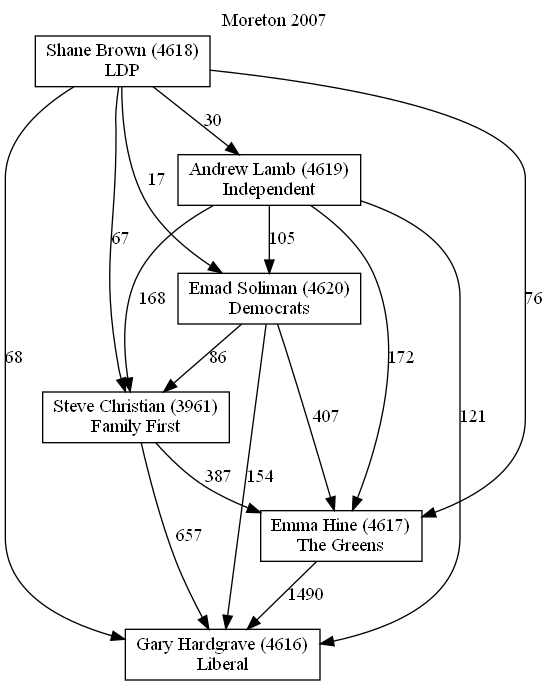 Moreton 2007
Shane Brown (4618)
LDP
30
Andrew Lamb (4619)
Independent
17
67
105
168
Emad Soliman (4620)
Democrats
76
68
86
172
Steve Christian (3961)
Family First
407
121
387
154
657
Emma Hine (4617)
The Greens
1490
Gary Hardgrave (4616)
Liberal